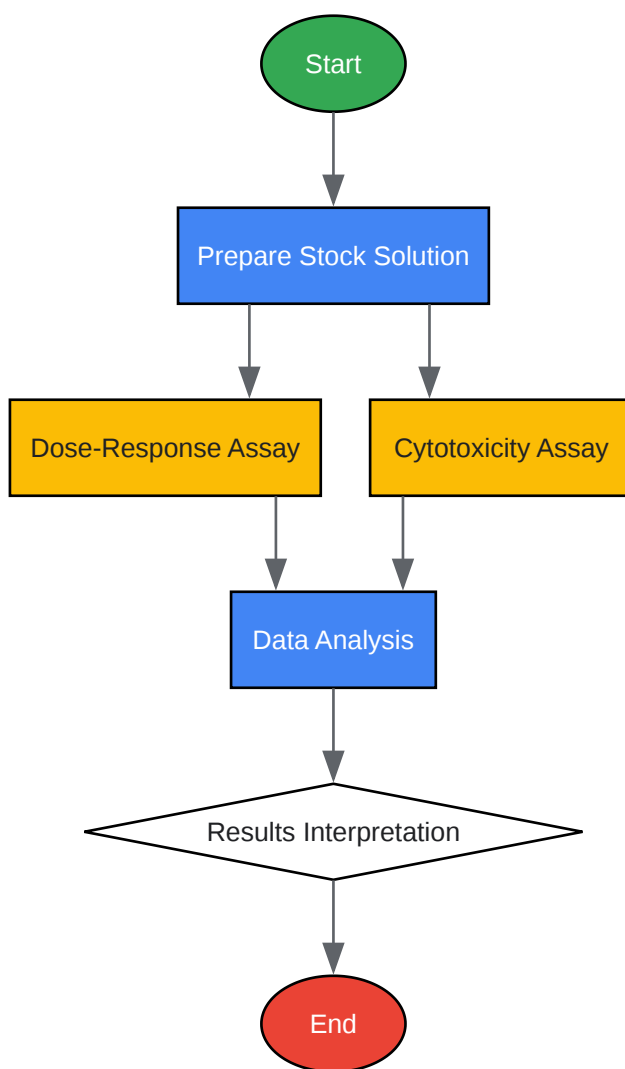 Start
Prepare Stock Solution
Dose-Response Assay
Cytotoxicity Assay
Data Analysis
Results Interpretation
End